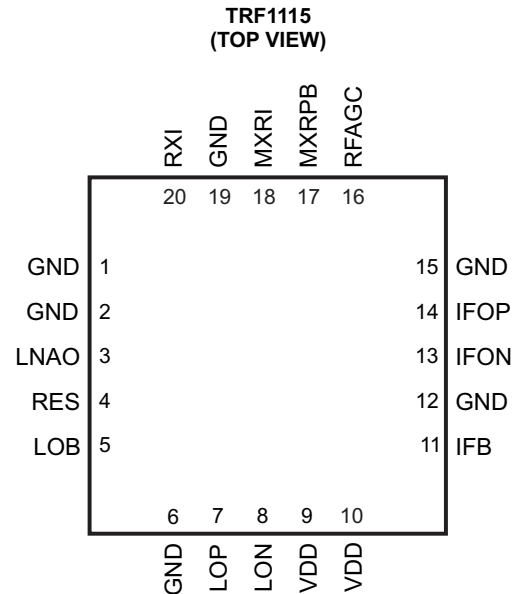 TRF1115
(TOP VIEW)
RXI
GND
MXRI
MXRPB
RFAGC
20 19 18 17 16
GND 1
GND 2
LNAO 3
RES 4
LOB 5
15 GND
14 IFOP
13 IFON
12 GND
11 IFB
6 7 8 9 10
GND
LOP
LON
VDD
VDD